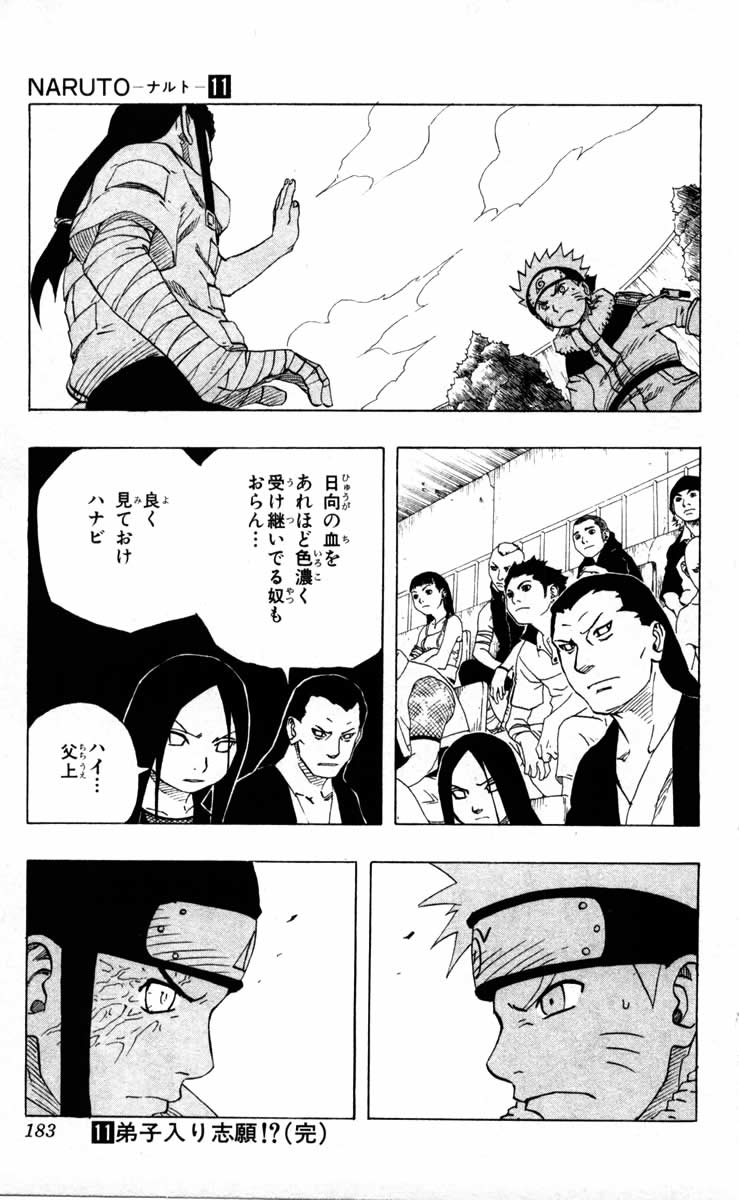 NARUTO－ナルト－11
日向の血を
あれほど色濃く
受け継いでる奴も
おらん…
良く
見ておけ
ハナビ
ハイ…
父上
183
11弟子入り志願!?(完)